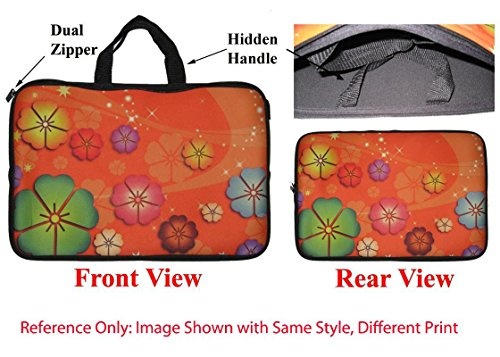 Dual
Zipper
Hidden
Handle
Front View
Rear View
Reference Only: Image Shown with Same Style, Different Print